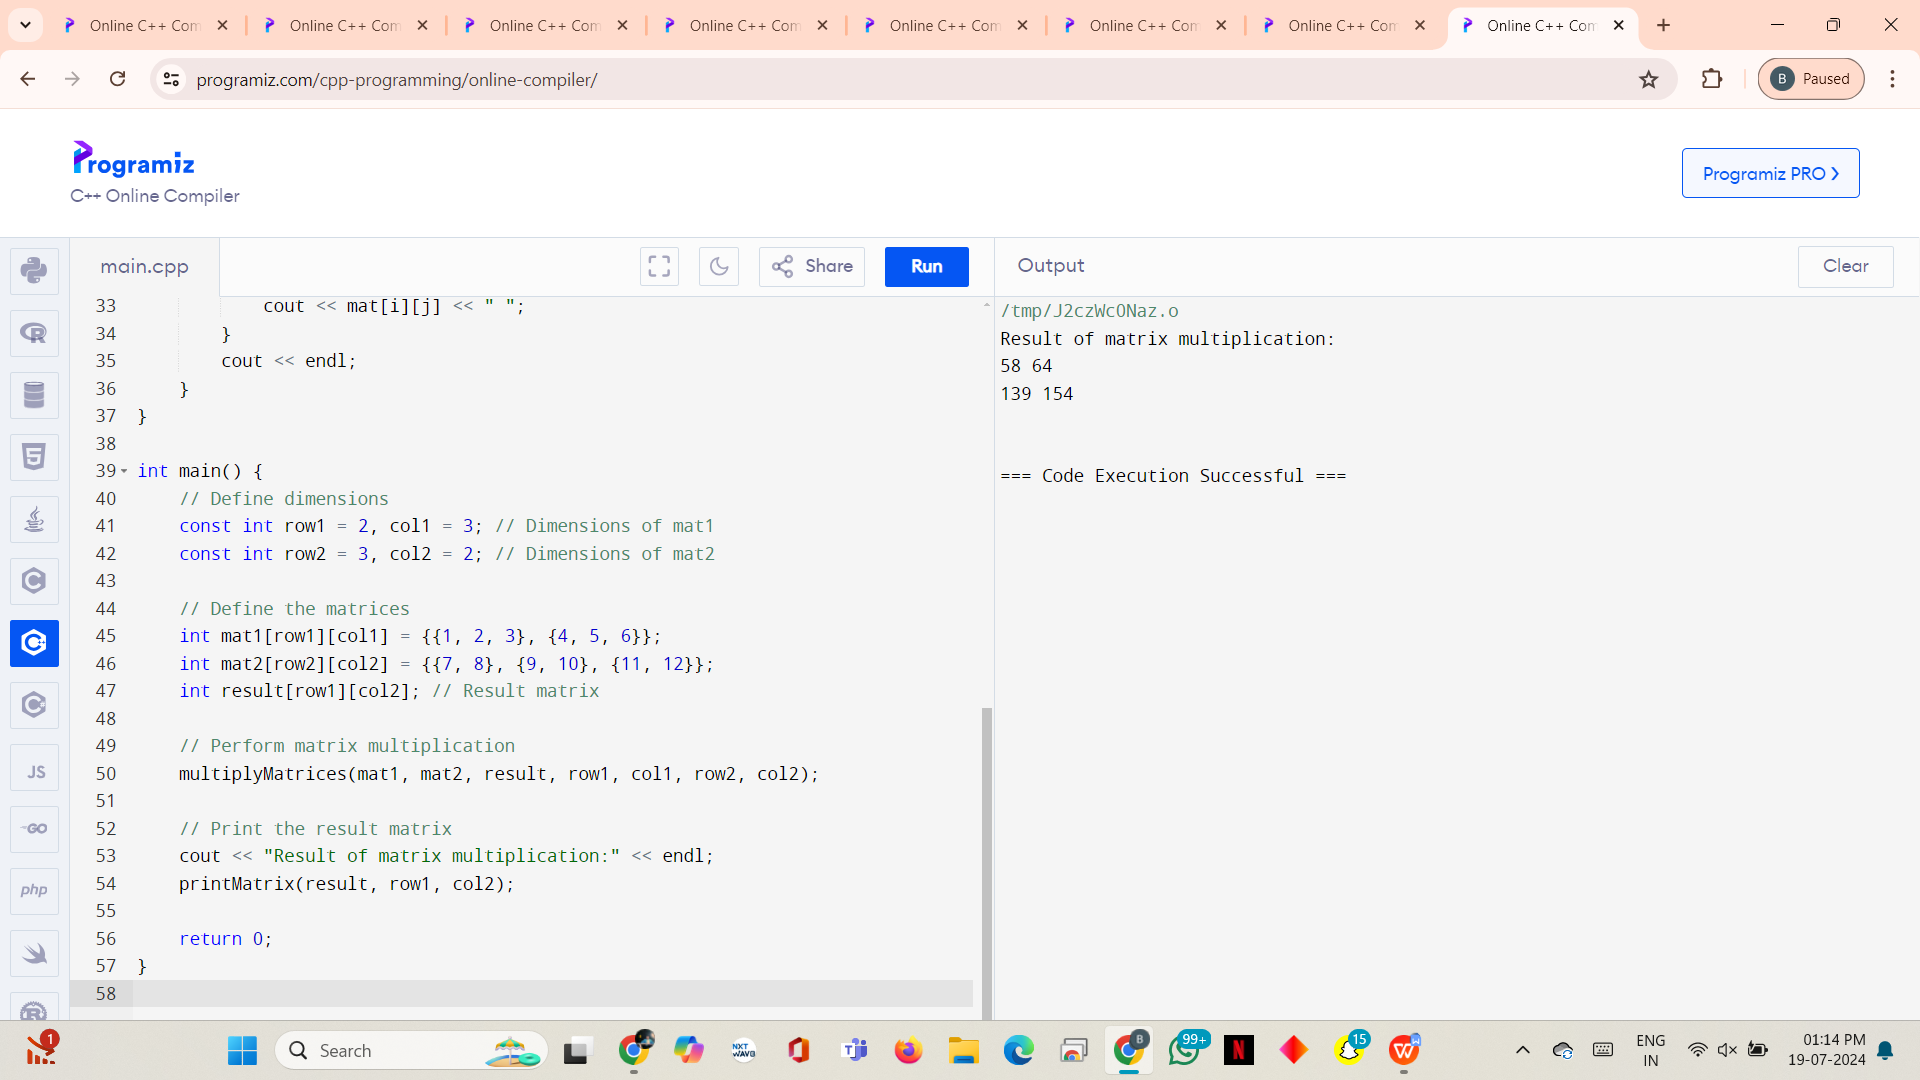 Online C++ Com
Online C++ Com
Online C++ Com
Online C++ Com
Online C++ Com
Online C++ Com
Online C++ Com
Online C++ Com
programiz.com/cpp-programming/online-compiler/
B Paused
Programiz
C++ Online Compiler
Programiz PRO
main.cpp
Share
Run
Output
Clear
33 cout << mat[i][j] << " ";
34 }
35 cout << endl;
36 }
37 }
38
39 int main() {
40 // Define dimensions
41 const int row1 = 2, col1 = 3; // Dimensions of mat1
42 const int row2 = 3, col2 = 2; // Dimensions of mat2
43
44 // Define the matrices
45 int mat1[row1][col1] = {{1, 2, 3}, {4, 5, 6}};
46 int mat2[row2][col2] = {{7, 8}, {9, 10}, {11, 12}};
47 int result[row1][col2]; // Result matrix
48
49 // Perform matrix multiplication
50 multiplyMatrices(mat1, mat2, result, row1, col1, row2, col2);
51
52 // Print the result matrix
53 cout << "Result of matrix multiplication:" << endl;
54 printMatrix(result, row1, col2);
55
56 return 0;
57 }
58
/tmp/J2czWc0Naz.o
Result of matrix multiplication:
58 64
139 154
=== Code Execution Successful ===
JS
GO
php
1
Search
NXT
WAVE
B
99+
N
15
W
ENG
IN
01:14 PM
19-07-2024